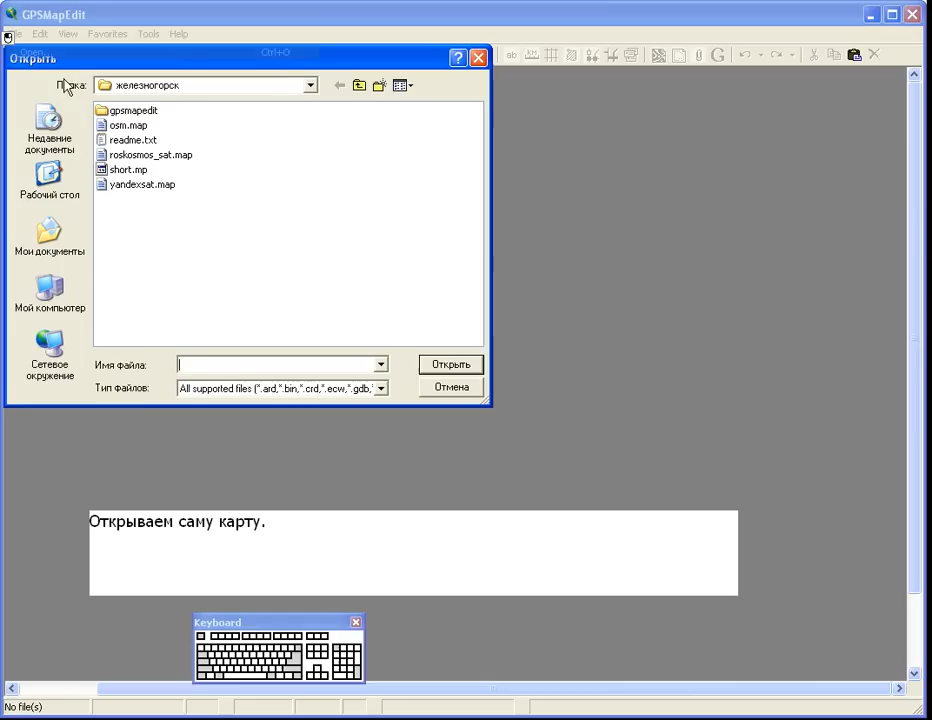 GPSMapEdit
Edit View Favorites Tools Help
Open... Ctrl+O
Открыть
железногорск
gpsmapedit
osm.map
readme.txt
roskosmos_sat.map
short.mp
yandexsat.map
Недавние
документы
Рабочий стол
Мои документы
Мой компьютер
Сетевое
окружение
Имя файла:
Открыть
Тип файлов:
All supported files (*.ard,*.bin,*.crd,*.ecw,*.gdb,*
Отмена
Открываем саму карту.
Keyboard
No file(s)